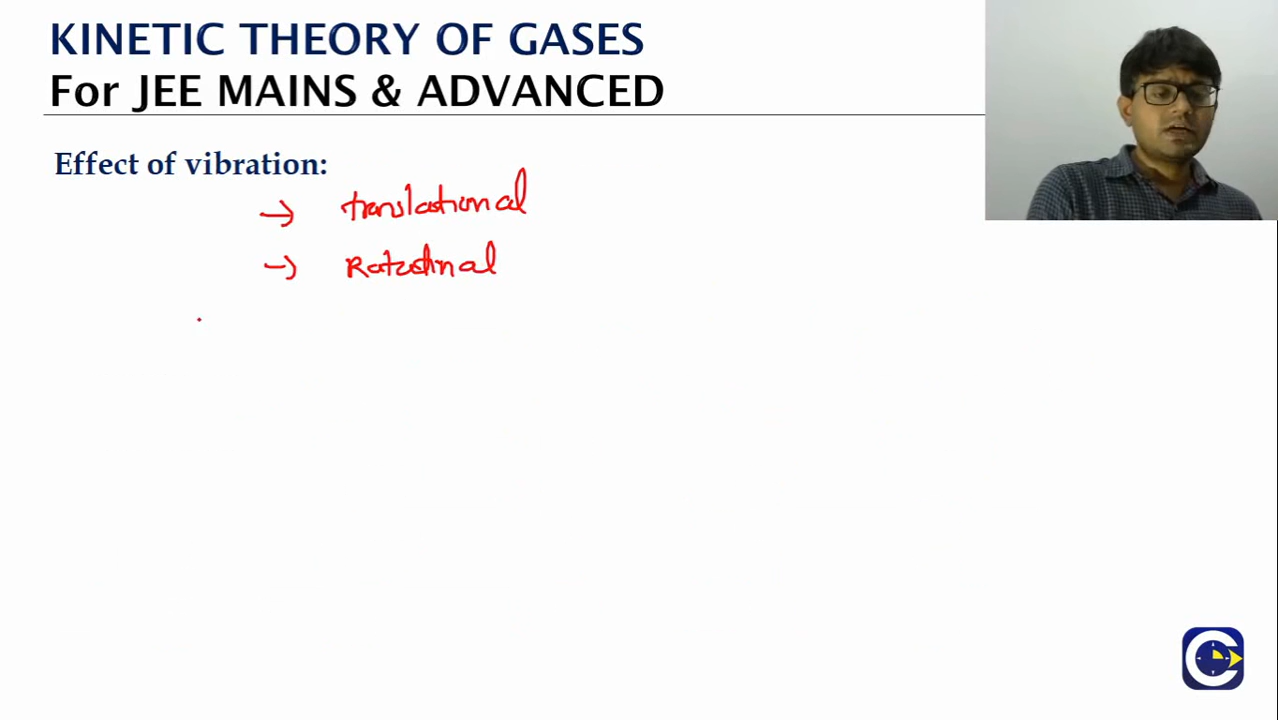 KINETIC THEORY OF GASES
For JEE MAINS & ADVANCED
Effect of vibration:
→ translational
→ Rotational